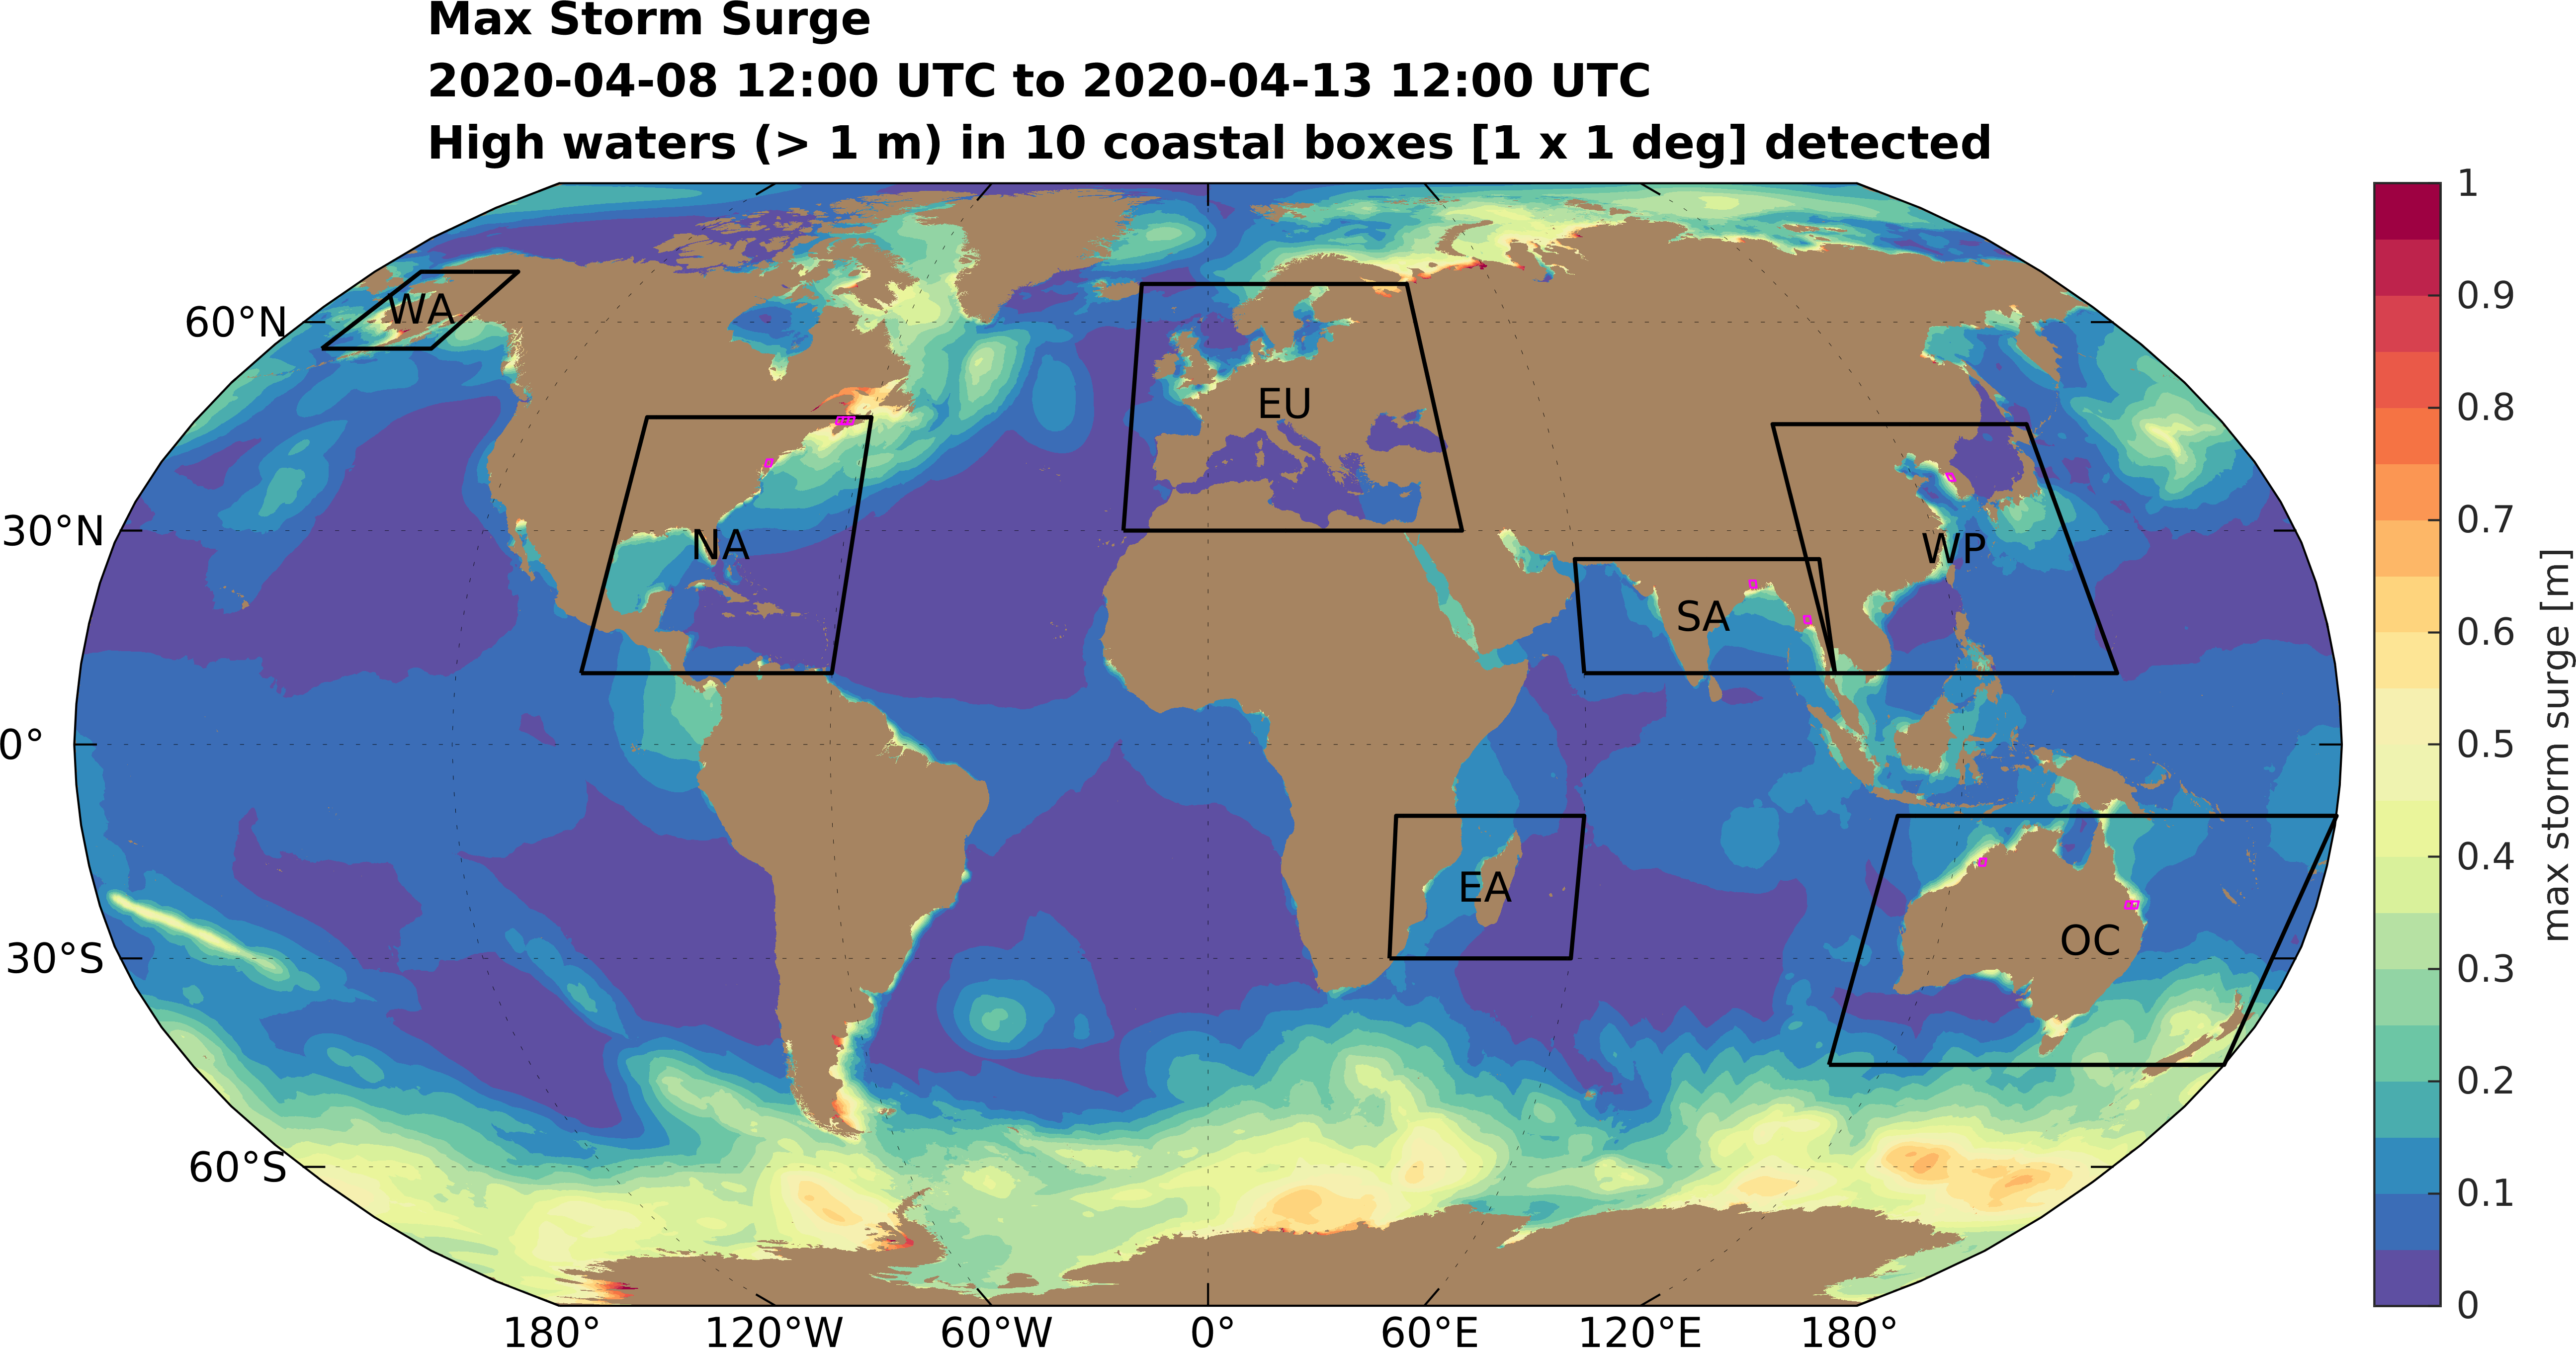 Max Storm Surge
2020-04-08 12:00 UTC to 2020-04-13 12:00 UTC
High waters (> 1 m) in 10 coastal boxes [1 x 1 deg] detected
60°N
30°N
0°
30°S
60°S
WA
NA
EU
SA
WP
EA
OC
180°
120°W
60°W
0°
60°E
120°E
180°
1
0.9
0.8
0.7
0.6
0.5
0.4
0.3
0.2
0.1
0
max storm surge [m]